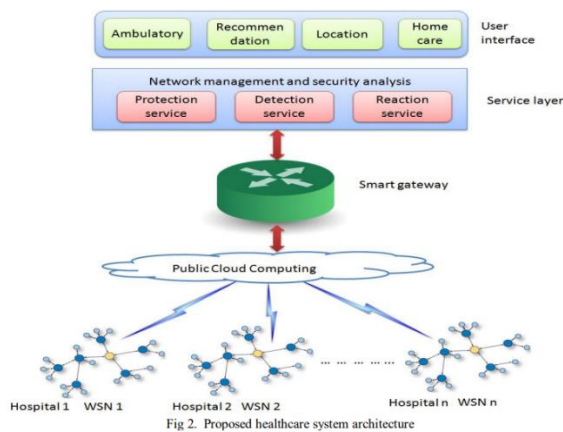 Ambulatory
Recommen
dation
Location
Home
care
User
interface
Network management and security analysis
Protection
service
Detection
service
Reaction
service
Service layer
Smart gateway
Public Cloud Computing
... ... ... ... ... ...
Hospital 1 WSN 1
Hospital 2 WSN 2
Hospital n WSN n
Fig 2. Proposed healthcare system architecture